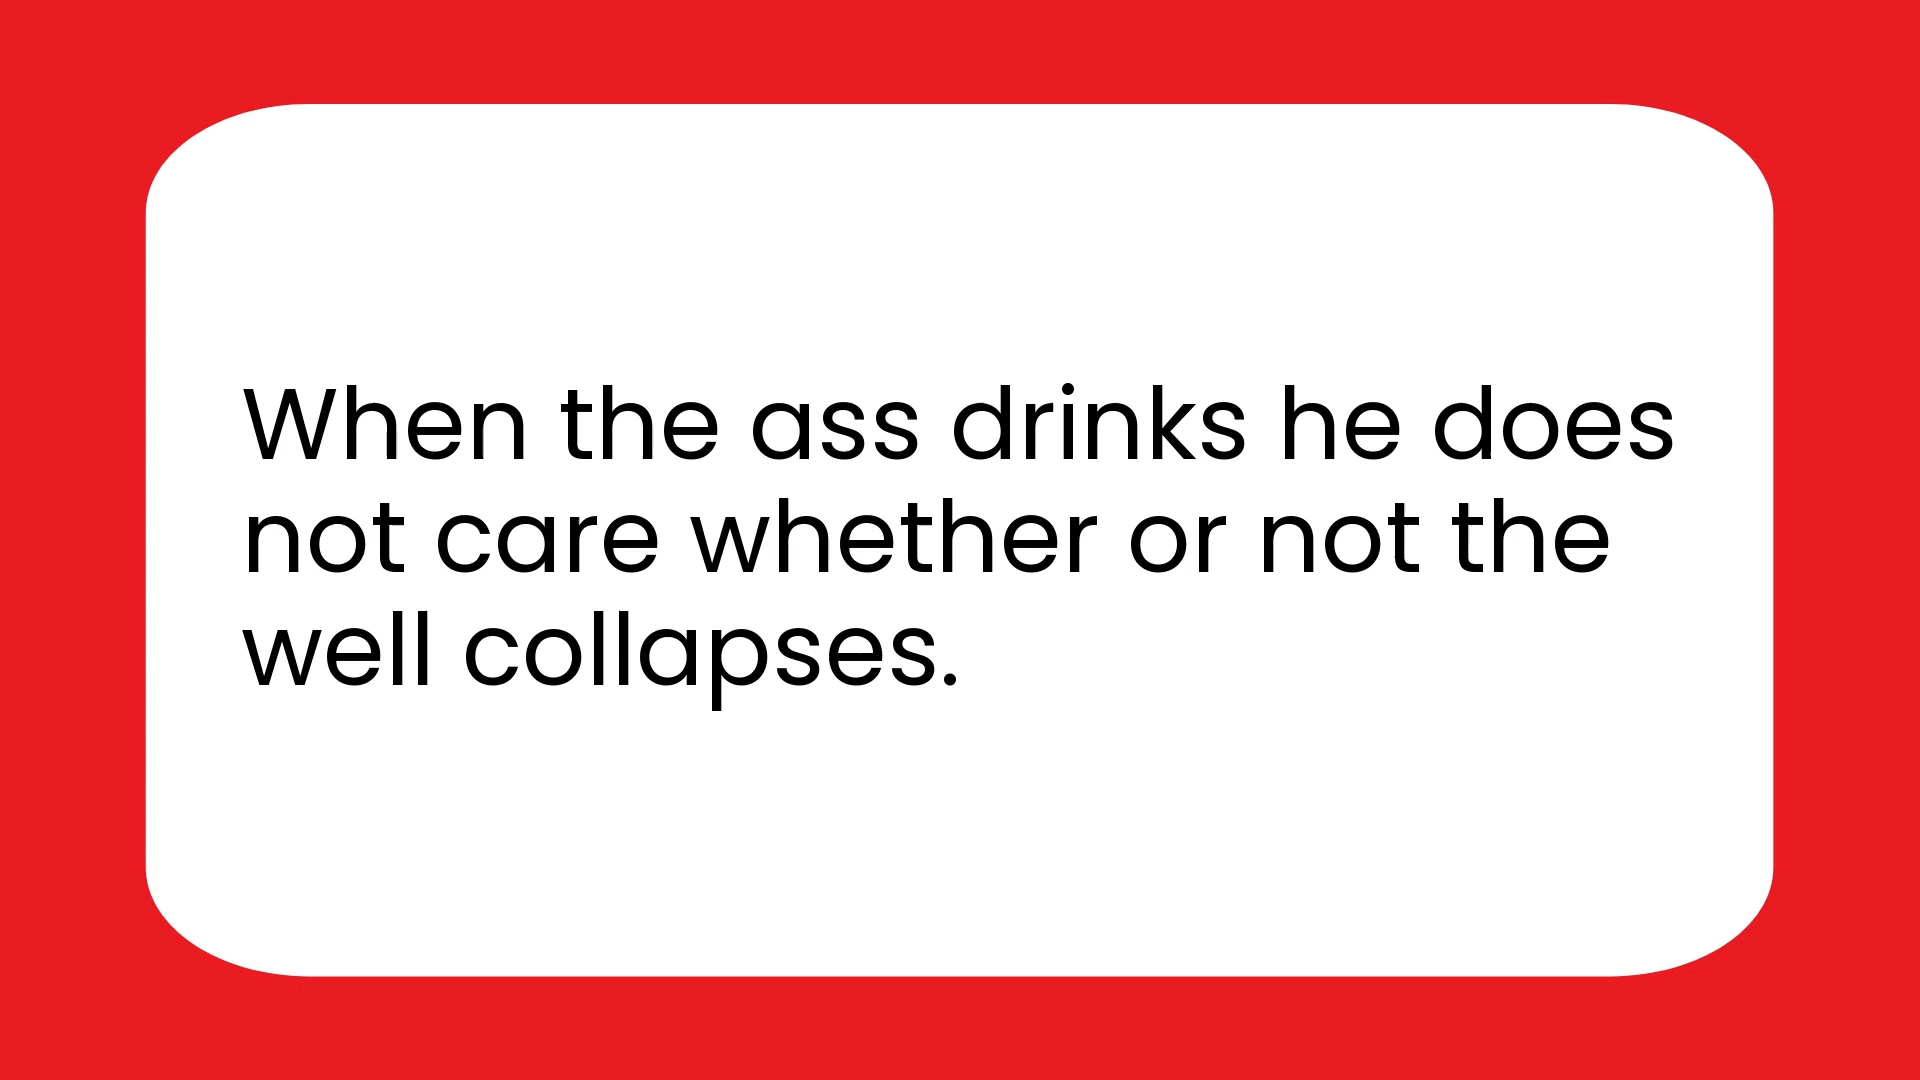 When the ass drinks he does
not care whether or not the
well collapses.